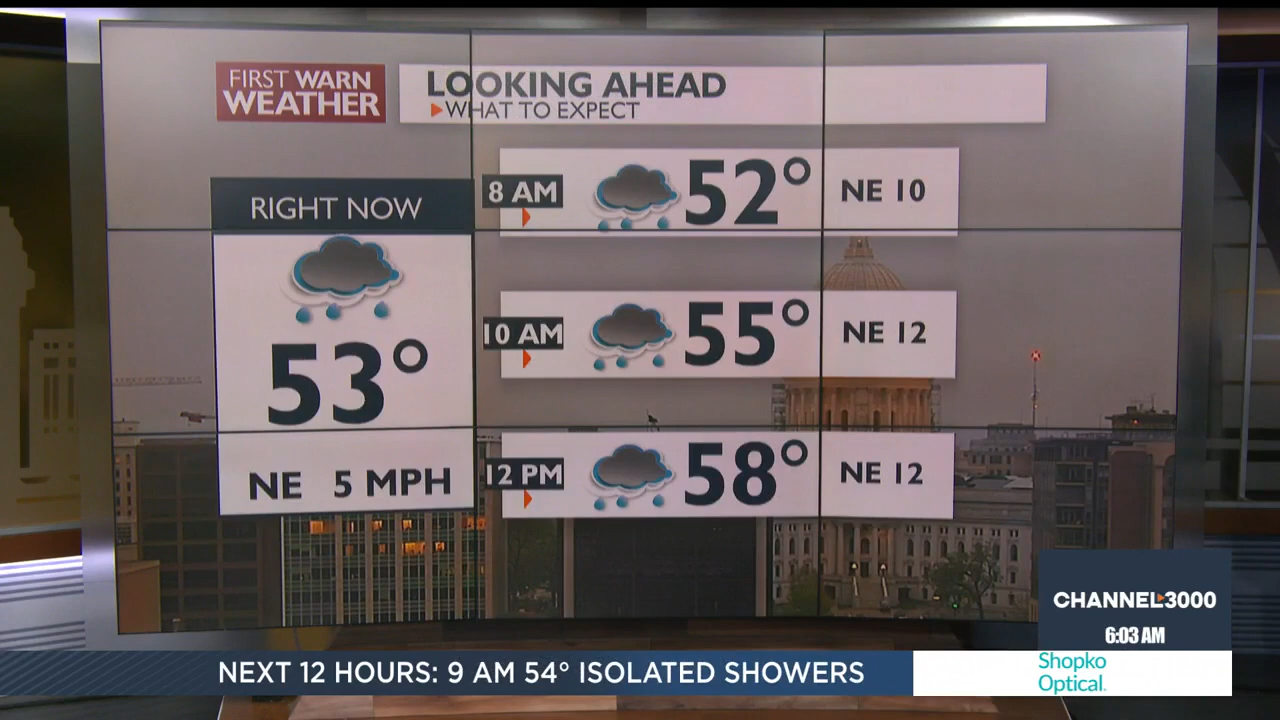 FIRST WARN
WEATHER
LOOKING AHEAD
WHAT TO EXPECT
RIGHT NOW
53°
NE 5 MPH
8 AM 52° NE 10
10 AM 55° NE 12
12 PM 58° NE 12
CHANNEL3000
6:03 AM
NEXT 12 HOURS: 9 AM 54° ISOLATED SHOWERS
Shopko
Optical.